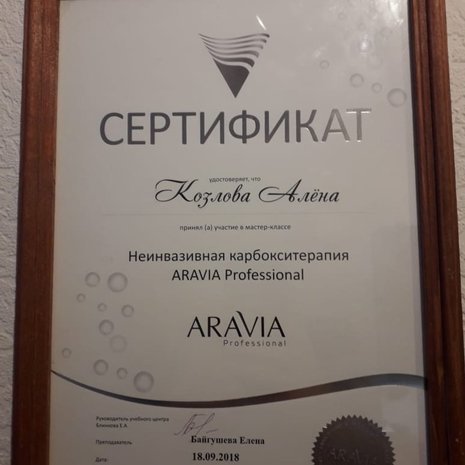 СЕРТИФИКАТ
удостоверяет, что
Козлова Алёна
принял (а) участие в мастер-классе
Неинвазивная карбокситерапия
ARAVIA Professional
ARAVIA
Professional
Руководитель учебного центра
Блинкова Е.А.
Преподаватель
Байгушева Елена
Дата:
18.09.2018
ARAVIA